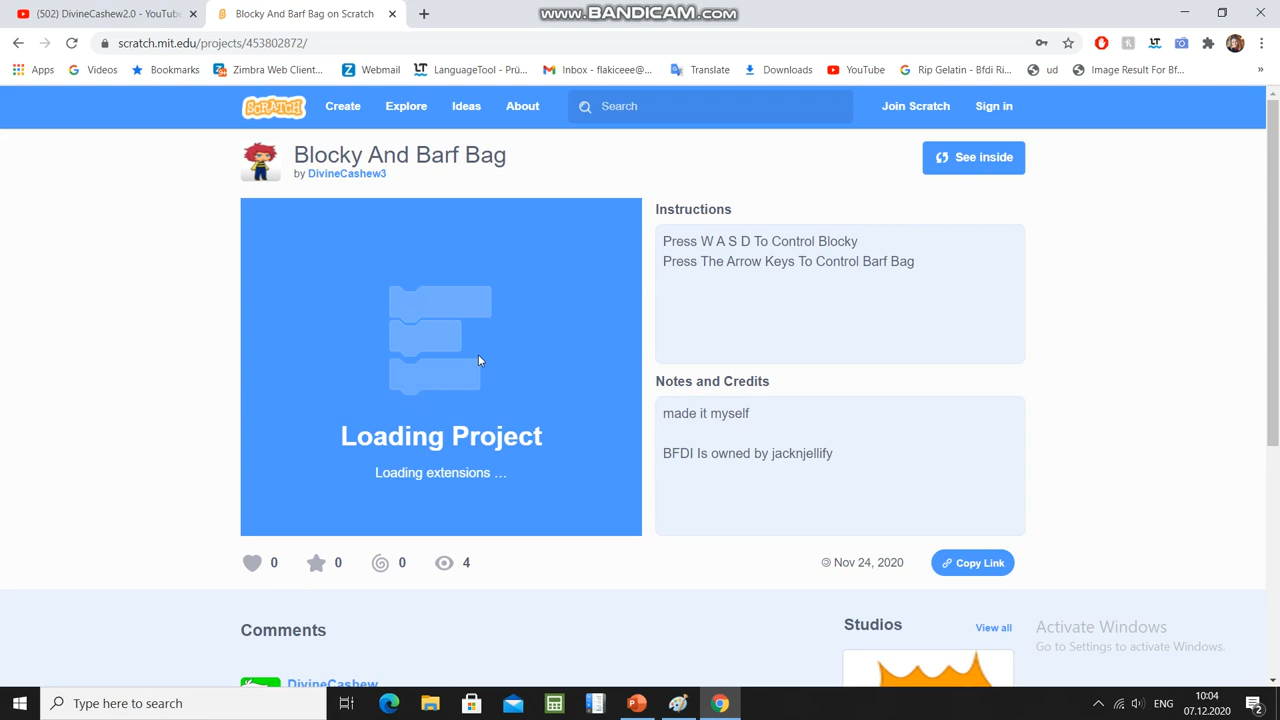 (502) DivineCashew2.0 - YouTube
Blocky And Barf Bag on Scratch
WWW.BANDICAM.COM
scratch.mit.edu/projects/453802872/
Apps
Videos
Bookmarks
Zimbra Web Client...
Webmail
LanguageTool - Prü...
Inbox - flakiceee@...
Translate
Downloads
YouTube
Rip Gelatin - Bfdi Ri...
ud
Image Result For Bf...
SCRATCH
Create
Explore
Ideas
About
Search
Join Scratch
Sign in
Blocky And Barf Bag
by DivineCashew3
See inside
Loading Project
Loading extensions ...
Instructions
Press W A S D To Control Blocky
Press The Arrow Keys To Control Barf Bag
Notes and Credits
made it myself
BFDI Is owned by jacknjellify
0
0
0
4
© Nov 24, 2020
Copy Link
Comments
DivineCashew
Studios
View all
Activate Windows
Go to Settings to activate Windows.
Type here to search
ENG
10:04
07.12.2020
2